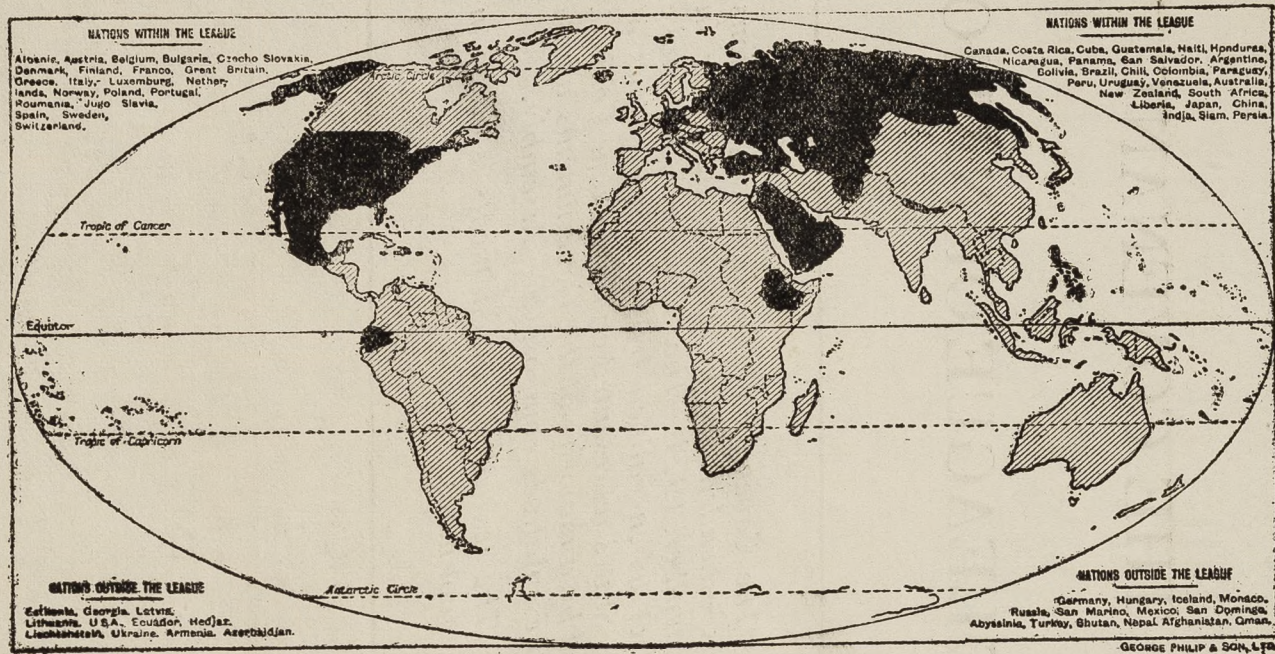 NATIONS WITHIN THE LEAGUE
Albania, Austria, Belgium, Bulgaria, Czecho Slovakia,
Denmark, Finland, France, Great Britain,
Greece, Italy, Luxemburg, Nether-
lands, Norway, Poland, Portugal,
Roumania, Jugo Slavia,
Spain, Sweden,
Switzerland.
NATIONS WITHIN THE LEAGUE
Canada, Costa Rica, Cuba, Guatemala, Haiti, Honduras,
Nicaragua, Panama, San Salvador, Argentine,
Bolivia, Brazil, Chili, Colombia, Paraguay,
Peru, Uruguay, Venezuela, Australia,
New Zealand, South Africa,
Liberia, Japan, China,
India, Siam, Persia.
Arctic Circle
Tropic of Cancer
Equator
Tropic of Capricorn
Antarctic Circle
NATIONS OUTSIDE THE LEAGUE
Esthonia, Georgia, Latvia,
Lithuania, U.S.A., Ecuador, Hedjaz,
Liechtenstein, Ukraine, Armenia, Azerbaidjan.
NATIONS OUTSIDE THE LEAGUE
Germany, Hungary, Iceland, Monaco,
Russia, San Marino, Mexico, San Domingo,
Abyssinia, Turkey, Bhutan, Nepal, Afghanistan, Oman.
GEORGE PHILIP & SON, LTD